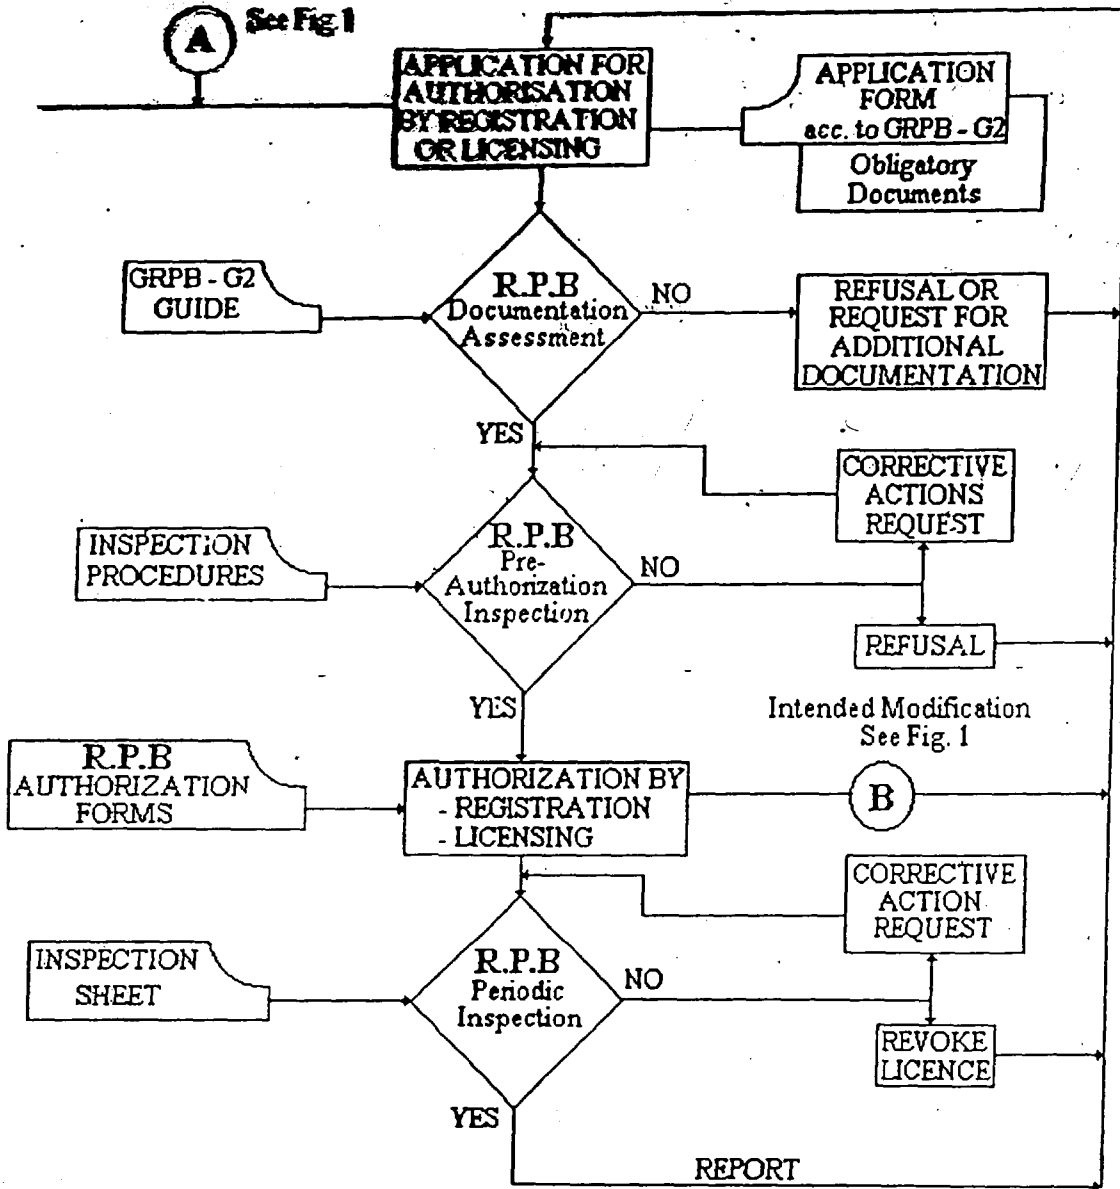 A
See Fig. 1
APPLICATION FOR
AUTHORISATION
BY REGISTRATION
OR LICENSING
APPLICATION
FORM
acc. to GRPB - G2
Obligatory
Documents
GRPB - G2
GUIDE
R.P.B
Documentation
Assessment
NO
REFUSAL OR
REQUEST FOR
ADDITIONAL
DOCUMENTATION
YES
CORRECTIVE
ACTIONS
REQUEST
INSPECTION
PROCEDURES
R.P.B
Pre-
Authorization
Inspection
NO
REFUSAL
YES
Intended Modification
See Fig. 1
R.P.B
AUTHORIZATION
FORMS
AUTHORIZATION BY
- REGISTRATION
- LICENSING
B
CORRECTIVE
ACTION
REQUEST
INSPECTION
SHEET
R.P.B
Periodic
Inspection
NO
REVOKE
LICENCE
YES
REPORT